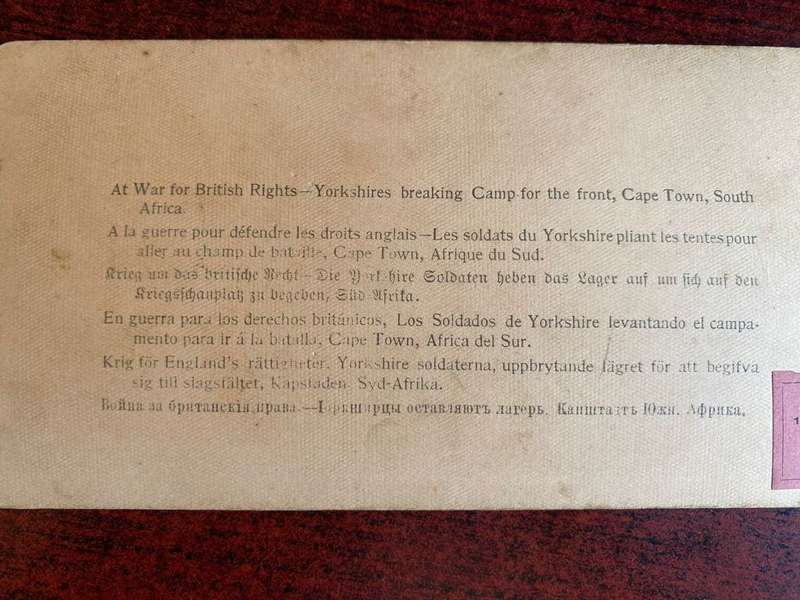 At War for British Rights—Yorkshires breaking Camp for the front, Cape Town, South
Africa.
A la guerre pour défendre les droits anglais—Les soldats du Yorkshire pliant les tentes pour
aller au champ de bataille, Cape Town, Afrique du Sud.
Krieg um das britische Recht—Die Yorkshire Soldaten heben das Lager auf um sich auf den
Kriegsschauplatz zu begeben, Süd Afrika.
En guerra para los derechos británicos, Los Soldados de Yorkshire levantando el campa-
mento para ir á la batalla, Cape Town, Africa del Sur.
Krig för England's rättigheter. Yorkshire soldaterna, uppbrytande lägret för att begifva
sig till slagsfältet, Kapstaden. Syd-Afrika.
Война за британскія права.—Іоркширцы оставляютъ лагерь. Капштадтъ Южн. Африка.
1